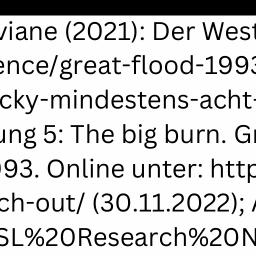 viane (2021): Der West
ence/great-flood-1993
cky-mindestens-acht-
ung 5: The big burn. Gr
993. Online unter: http
ch-out/ (30.11.2022); A
SL%20Research%20N